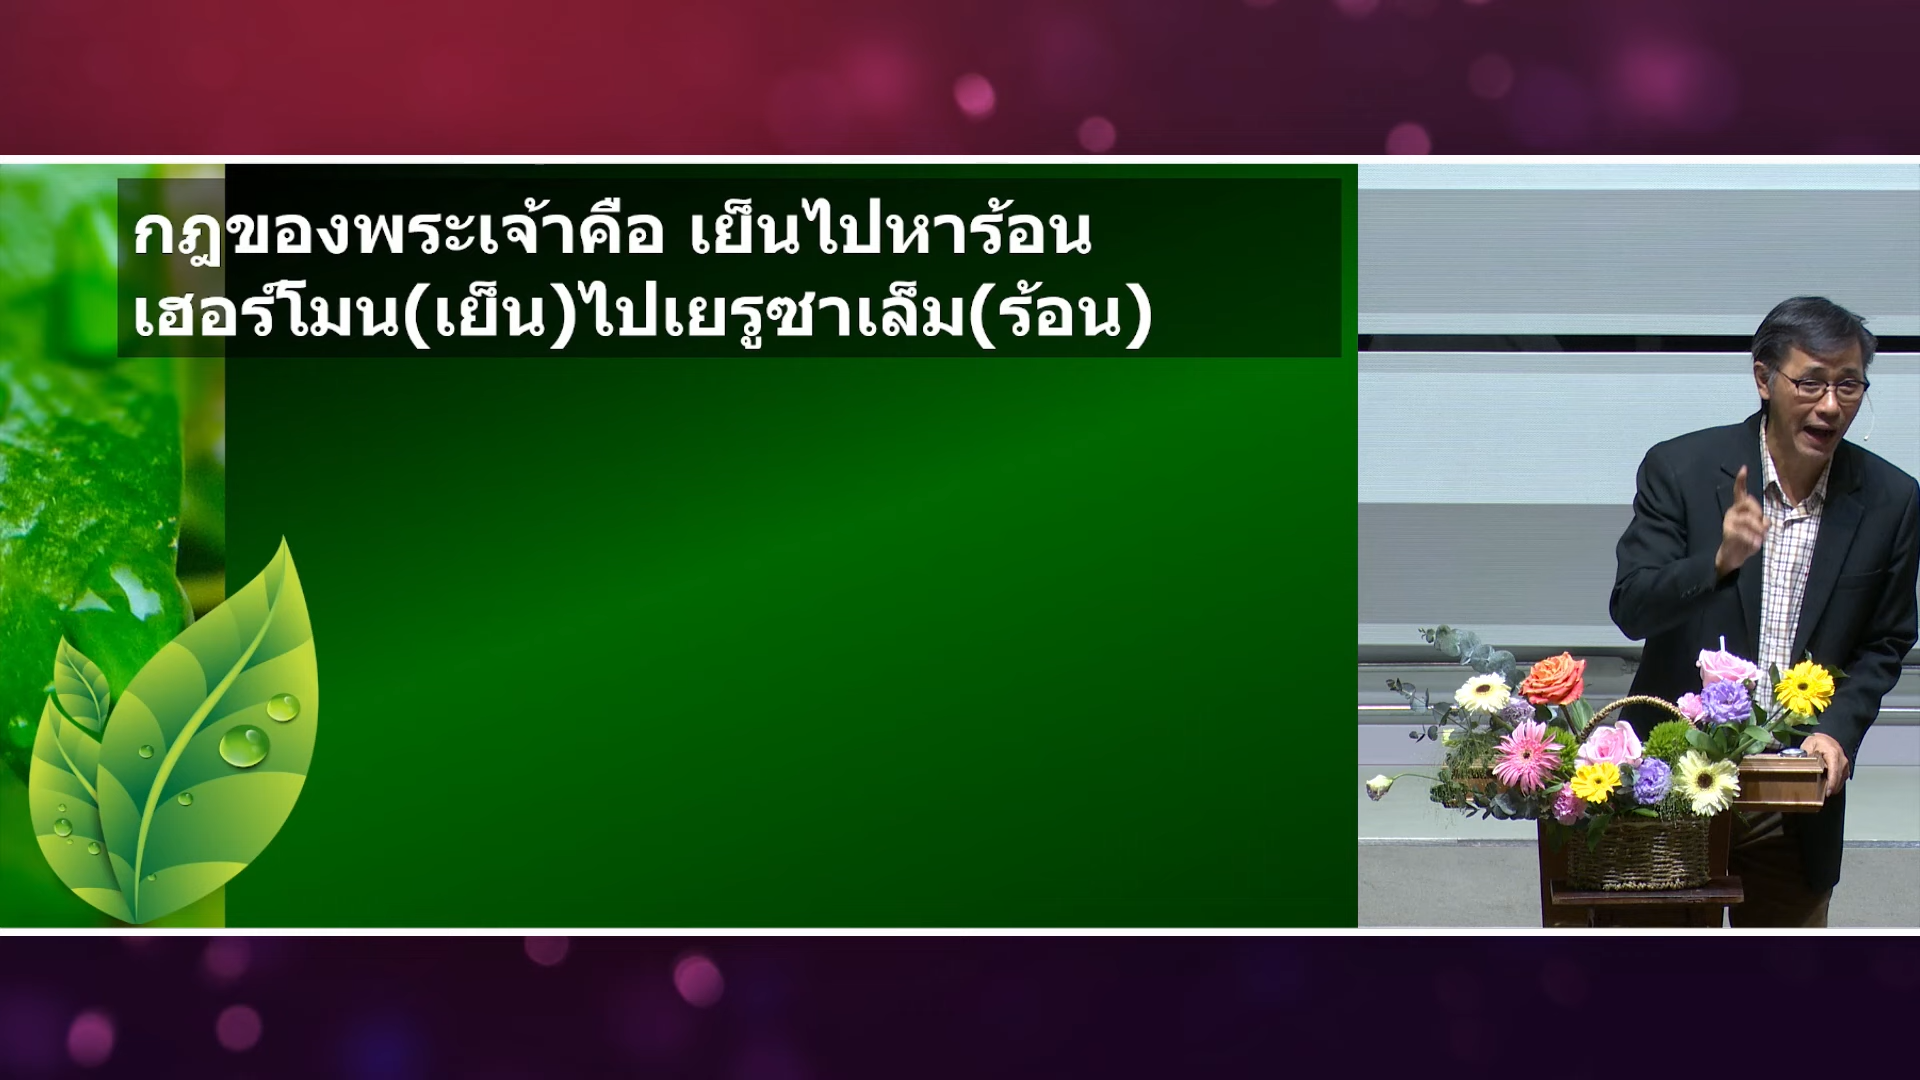 กฎของพระเจ้าคือ เย็นไปหาร้อน
เฮอร์โมน(เย็น)ไปเยรูซาเล็ม(ร้อน)